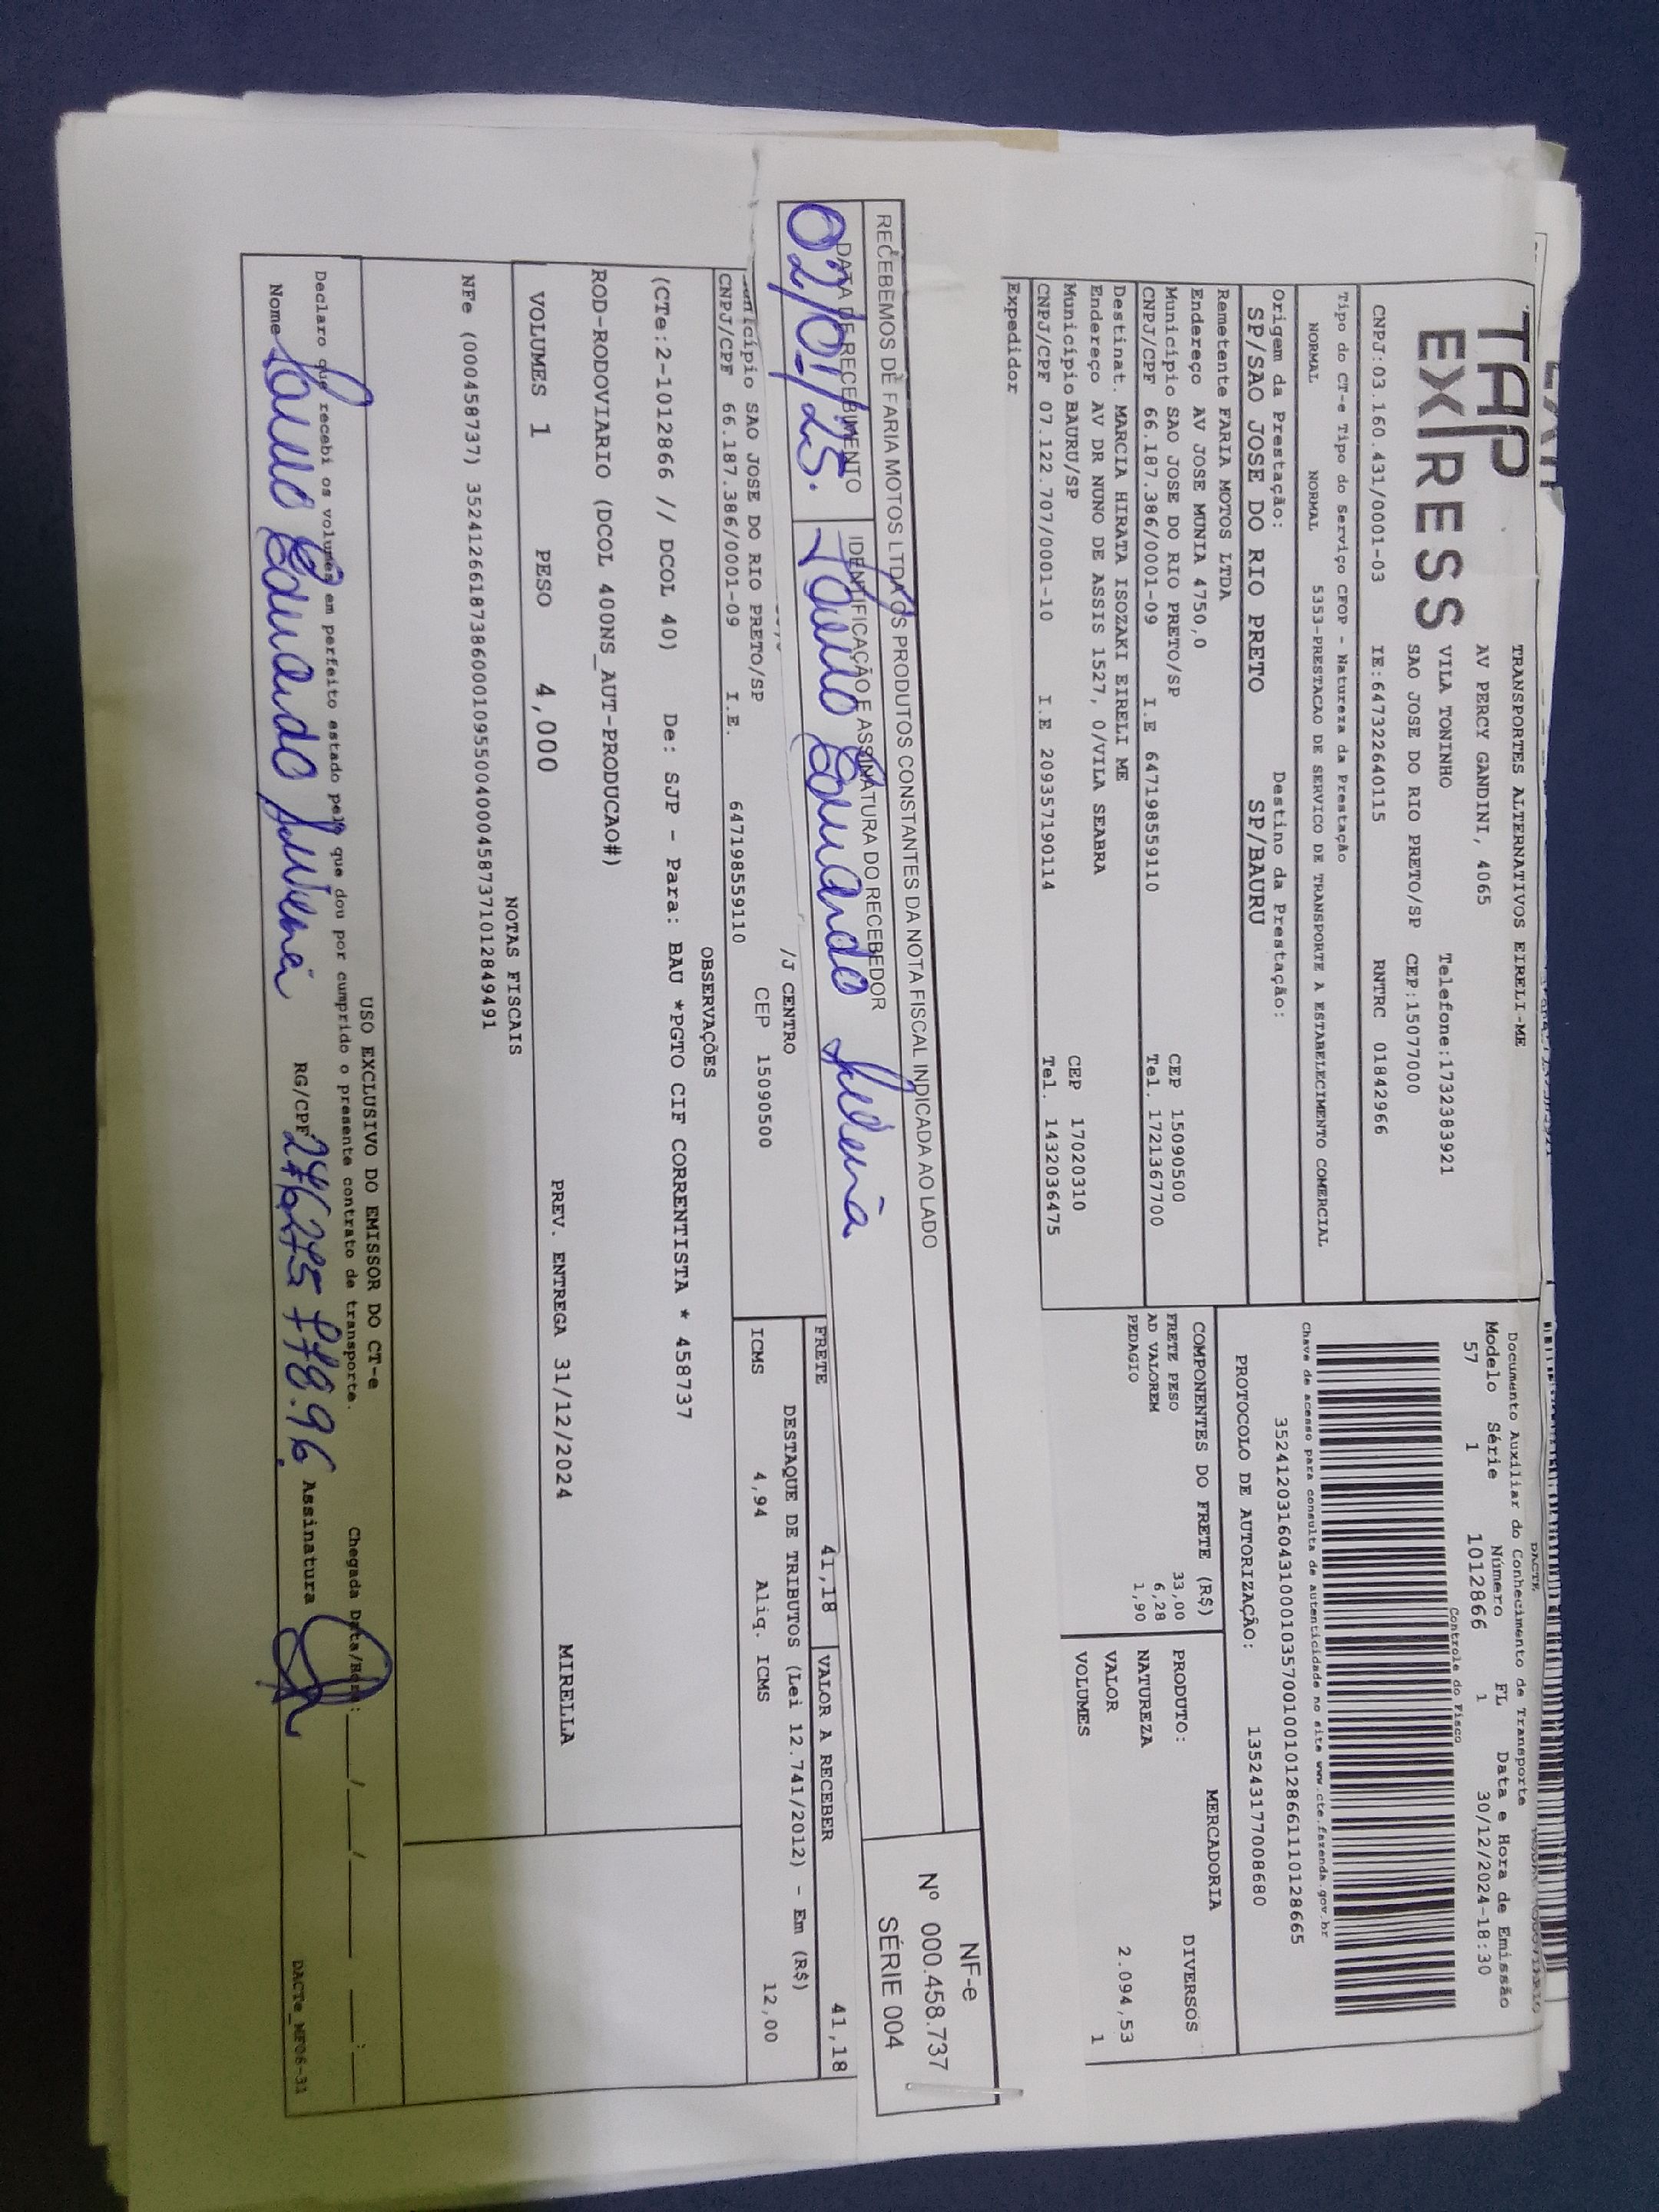 TAP
EXPRESS
TRANSPORTES ALTERNATIVOS EIRELI-ME
AV PERCY GANDINI, 4065
VILA TONINHO Telefone:1732383921
SAO JOSE DO RIO PRETO/SP CEP:15077000
CNPJ:03.160.431/0001-03 IE:647322640115 RNTRC 01842966
Tipo do CT-e Tipo do Serviço CFOP - Natureza da Prestação
NORMAL NORMAL 5353-PRESTACAO DE SERVICO DE TRANSPORTE A ESTABELECIMENTO COMERCIAL
Origem da Prestação: Destino da Prestação:
SP/SAO JOSE DO RIO PRETO SP/BAURU
Remetente FARIA MOTOS LTDA
Endereço AV JOSE MUNIA 4750,0
Município SAO JOSE DO RIO PRETO/SP CEP 15090500
CNPJ/CPF 66.187.386/0001-09 I.E 647198559110 Tel. 1721367700
Destinat. MARCIA HIRATA ISOZAKI EIRELI ME
Endereço AV DR NUNO DE ASSIS 1527, 0/VILA SEABRA
Município BAURU/SP CEP 17020310
CNPJ/CPF 07.122.707/0001-10 I.E 209357190114 Tel. 1432036475
Expedidor
DACTE
Documento Auxiliar do Conhecimento de Transporte
Modelo Série Número FL Data e Hora de Emissão
57 1 1012866 1 30/12/2024-18:30
Controle do Fisco
Chave de acesso para consulta de autenticidade no site www.cte.fazenda.gov.br
35241203160431000103570010010128661110128665
PROTOCOLO DE AUTORIZAÇÃO: 135243177008680
COMPONENTES DO FRETE (R$)
FRETE PESO 33,00
AD VALOREM 6,28
PEDAGIO 1,90
MERCADORIA
PRODUTO: DIVERSOS
NATUREZA
VALOR 2.094,53
VOLUMES 1
RECEBEMOS DE FARIA MOTOS LTDA OS PRODUTOS CONSTANTES DA NOTA FISCAL INDICADA AO LADO
DATA DE RECEBIMENTO IDENTIFICAÇÃO E ASSINATURA DO RECEBEDOR
02/01/25. Eduardo
NF-e
Nº 000.458.737
SÉRIE 004
/J CENTRO
Município SAO JOSE DO RIO PRETO/SP CEP 15090500
CNPJ/CPF 66.187.386/0001-09 I.E. 647198559110
FRETE 41,18 VALOR A RECEBER 41,18
DESTAQUE DE TRIBUTOS (Lei 12.741/2012) - Em (R$)
ICMS 4,94 Aliq. ICMS 12,00
OBSERVAÇÕES
(CTe:2-1012866 // DCOL 40) De: SJP - Para: BAU *PGTO CIF CORRENTISTA * 458737
ROD-RODOVIARIO (DCOL 400NS_AUT-PRODUCAO#)
VOLUMES 1 PESO 4,000 PREV. ENTREGA 31/12/2024 MIRELLA
NOTAS FISCAIS
NFe (000458737) 35241266187386000109550040004587371012849491
USO EXCLUSIVO DO EMISSOR DO CT-e
Declaro que recebi os volumes em perfeito estado pelo que dou por cumprido o presente contrato de transporte. Chegada Data/Hora: ___/___/___ __:__
Nome Eduardo RG/CPF Assinatura
DACTe_MF06-31